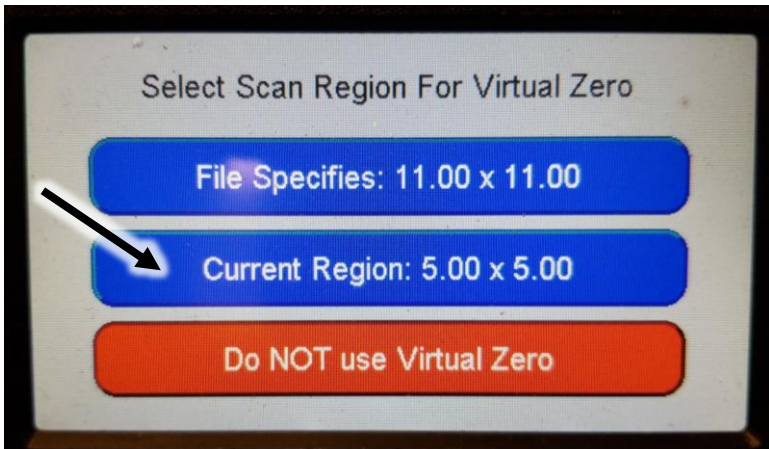 Select Scan Region For Virtual Zero
File Specifies: 11.00 x 11.00
Current Region: 5.00 x 5.00
Do NOT use Virtual Zero